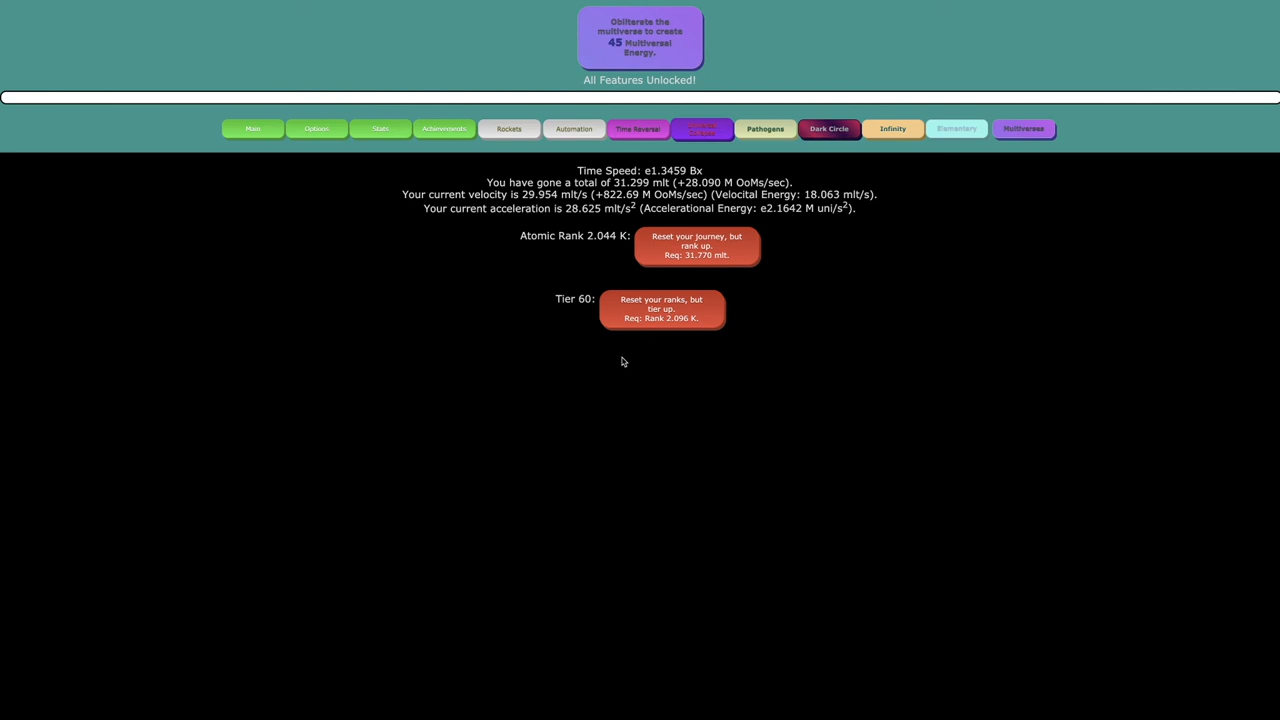 Obliterate the
multiverse to create
45 Multiversal
Energy.
All Features Unlocked!
Main Options Stats Achievements Rockets Automation Time Reversal Universal Collapse Pathogens Dark Circle Infinity Elementary Multiverse
Time Speed: e1.3459 Bx
You have gone a total of 31.299 mlt (+28.090 M OoMs/sec).
Your current velocity is 29.954 mlt/s (+822.69 M OoMs/sec) (Velocital Energy: 18.063 mlt/s).
Your current acceleration is 28.625 mlt/s² (Accelerational Energy: e2.1642 M uni/s²).
Atomic Rank 2.044 K:
Reset your journey, but
rank up.
Req: 31.770 mlt.
Tier 60:
Reset your ranks, but
tier up.
Req: Rank 2.096 K.